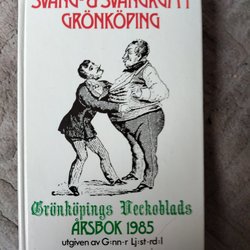 GRÖNKÖPING
Grönköpings Veckoblads
ÅRSBOK 1985
utgiven av G:nn-r Lj:st-rd:l